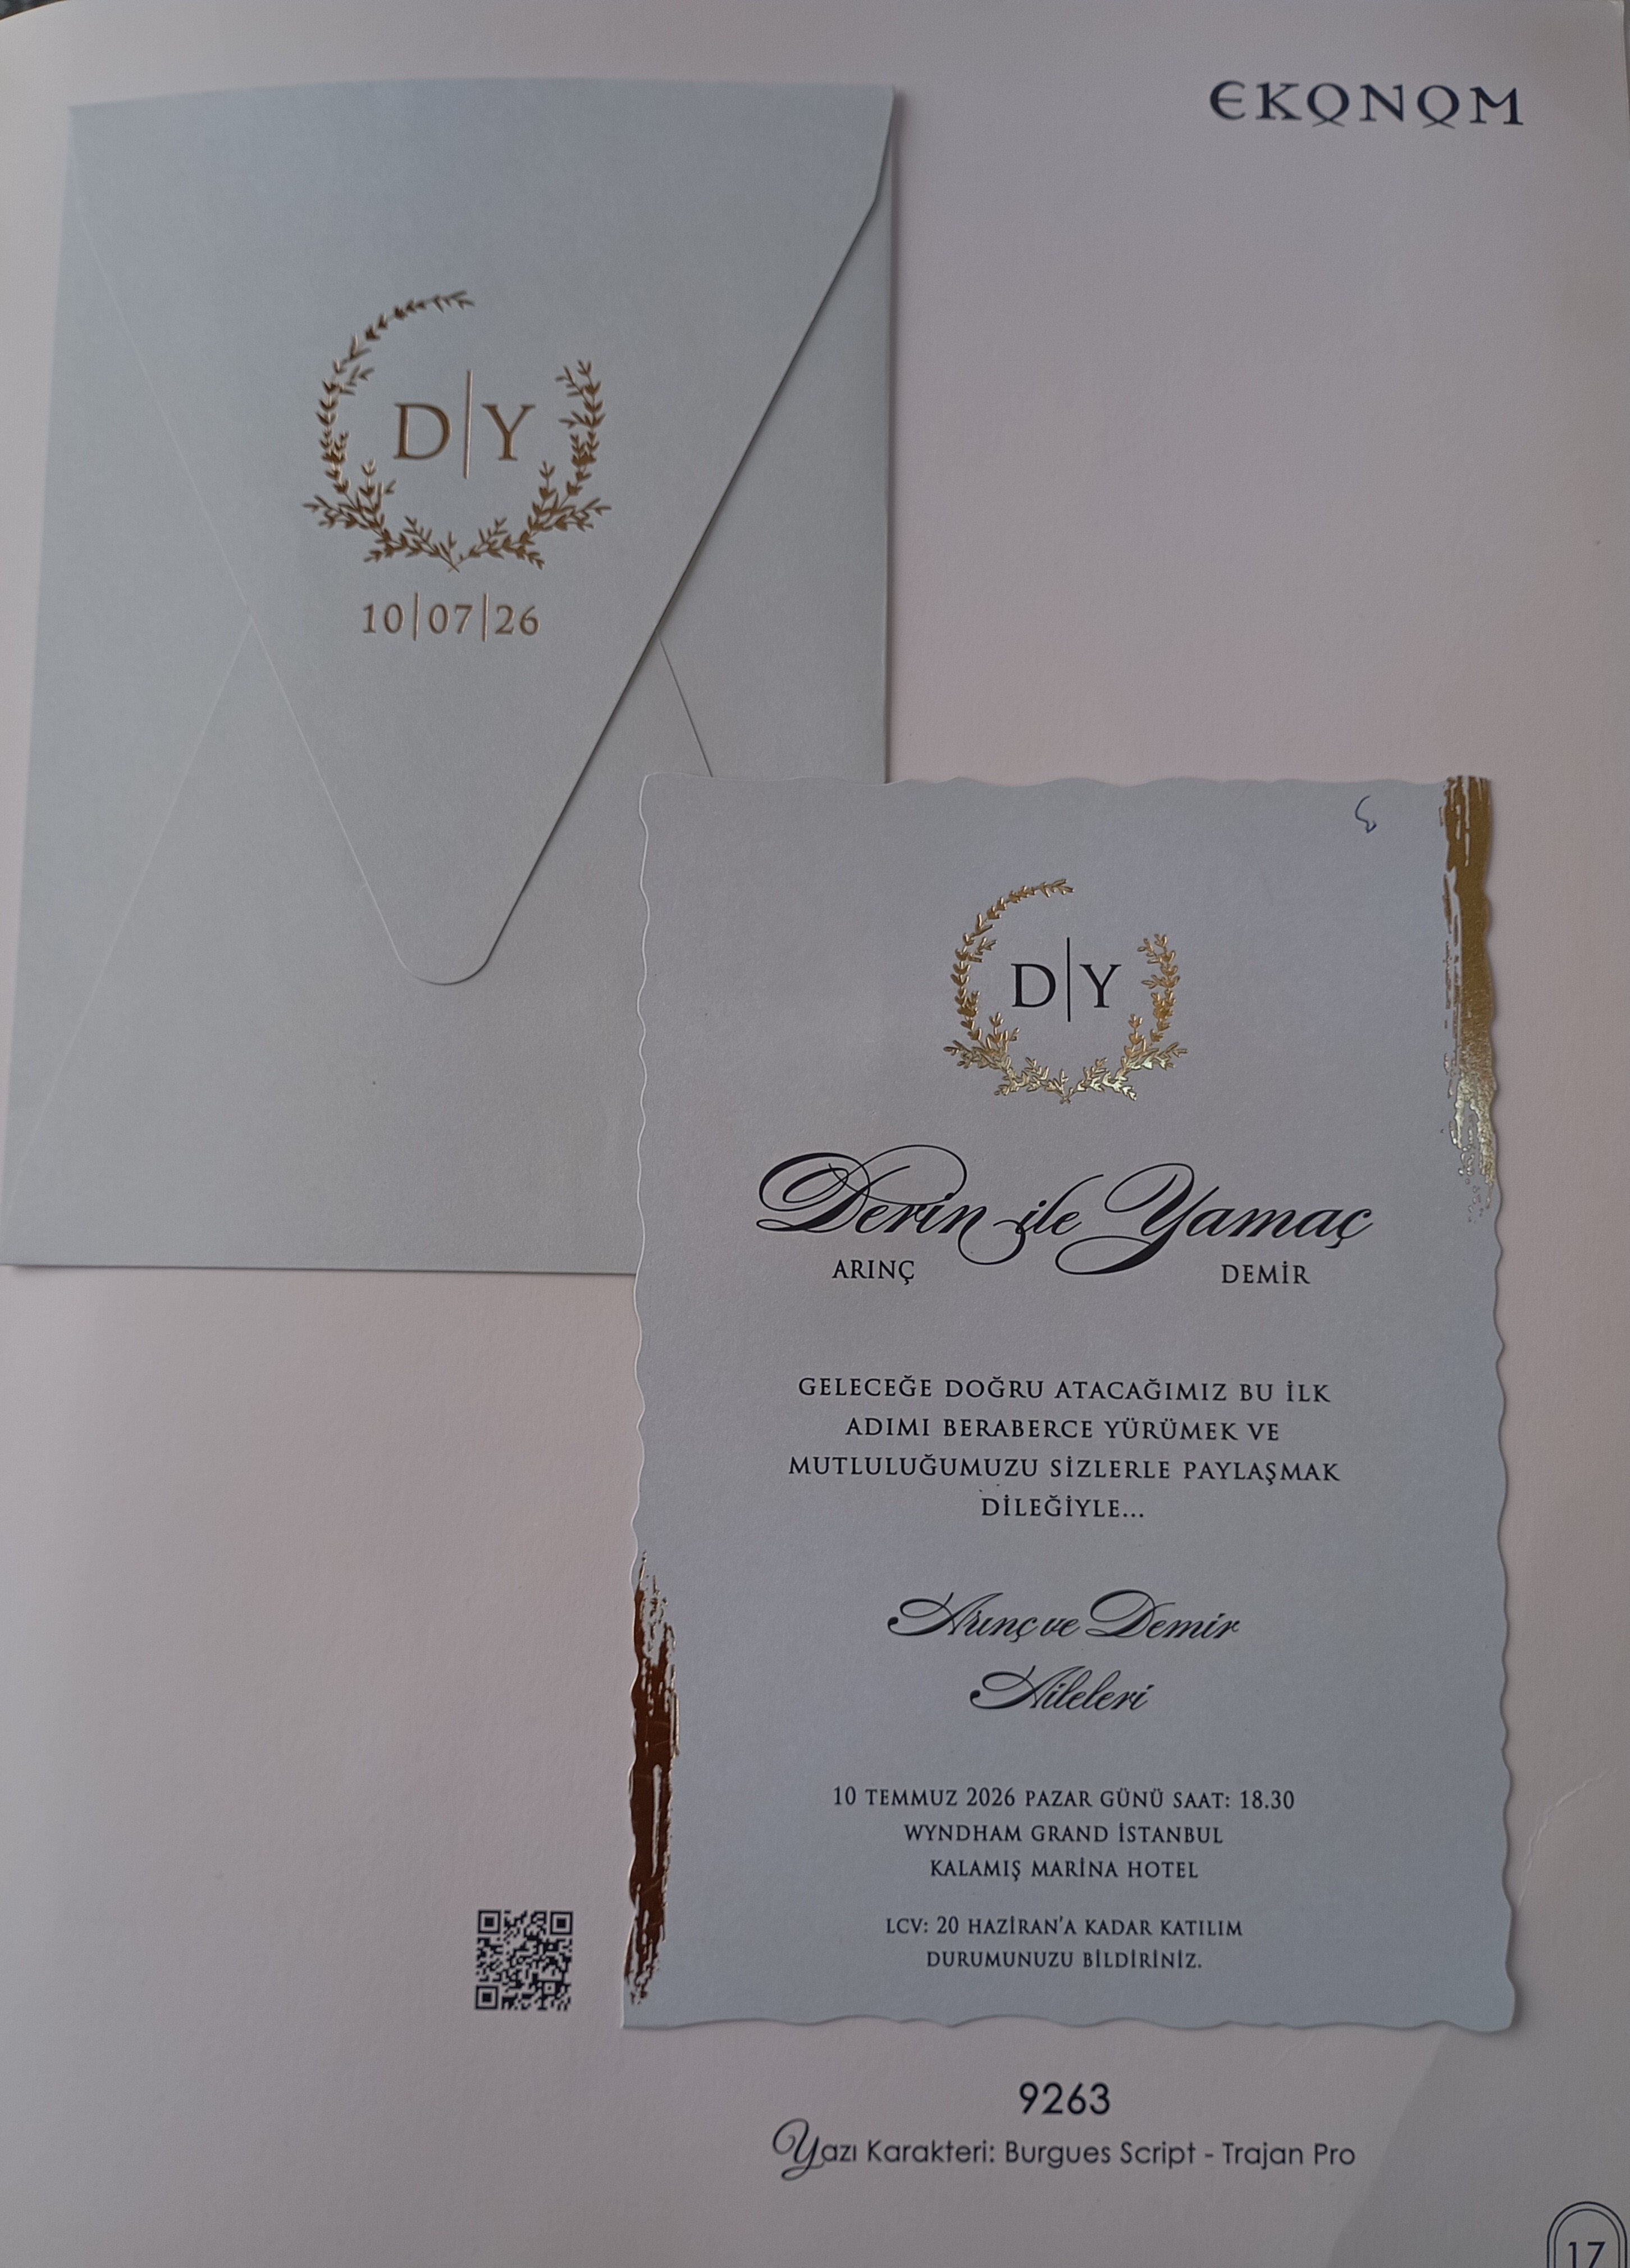 EKONOM
D|Y
10|07|26
D|Y
Derin ile Yamaç
ARINÇ DEMİR
GELECEĞE DOĞRU ATACAĞIMIZ BU İLK
ADIMI BERABERCE YÜRÜMEK VE
MUTLULUĞUMUZU SİZLERLE PAYLAŞMAK
DİLEĞİYLE...
Arınç ve Demir
Aileleri
10 TEMMUZ 2026 PAZAR GÜNÜ SAAT: 18.30
WYNDHAM GRAND İSTANBUL
KALAMIŞ MARİNA HOTEL
LCV: 20 HAZİRAN'A KADAR KATILIM
DURUMUNUZU BİLDİRİNİZ.
9263
Yazı Karakteri: Burgues Script - Trajan Pro
17